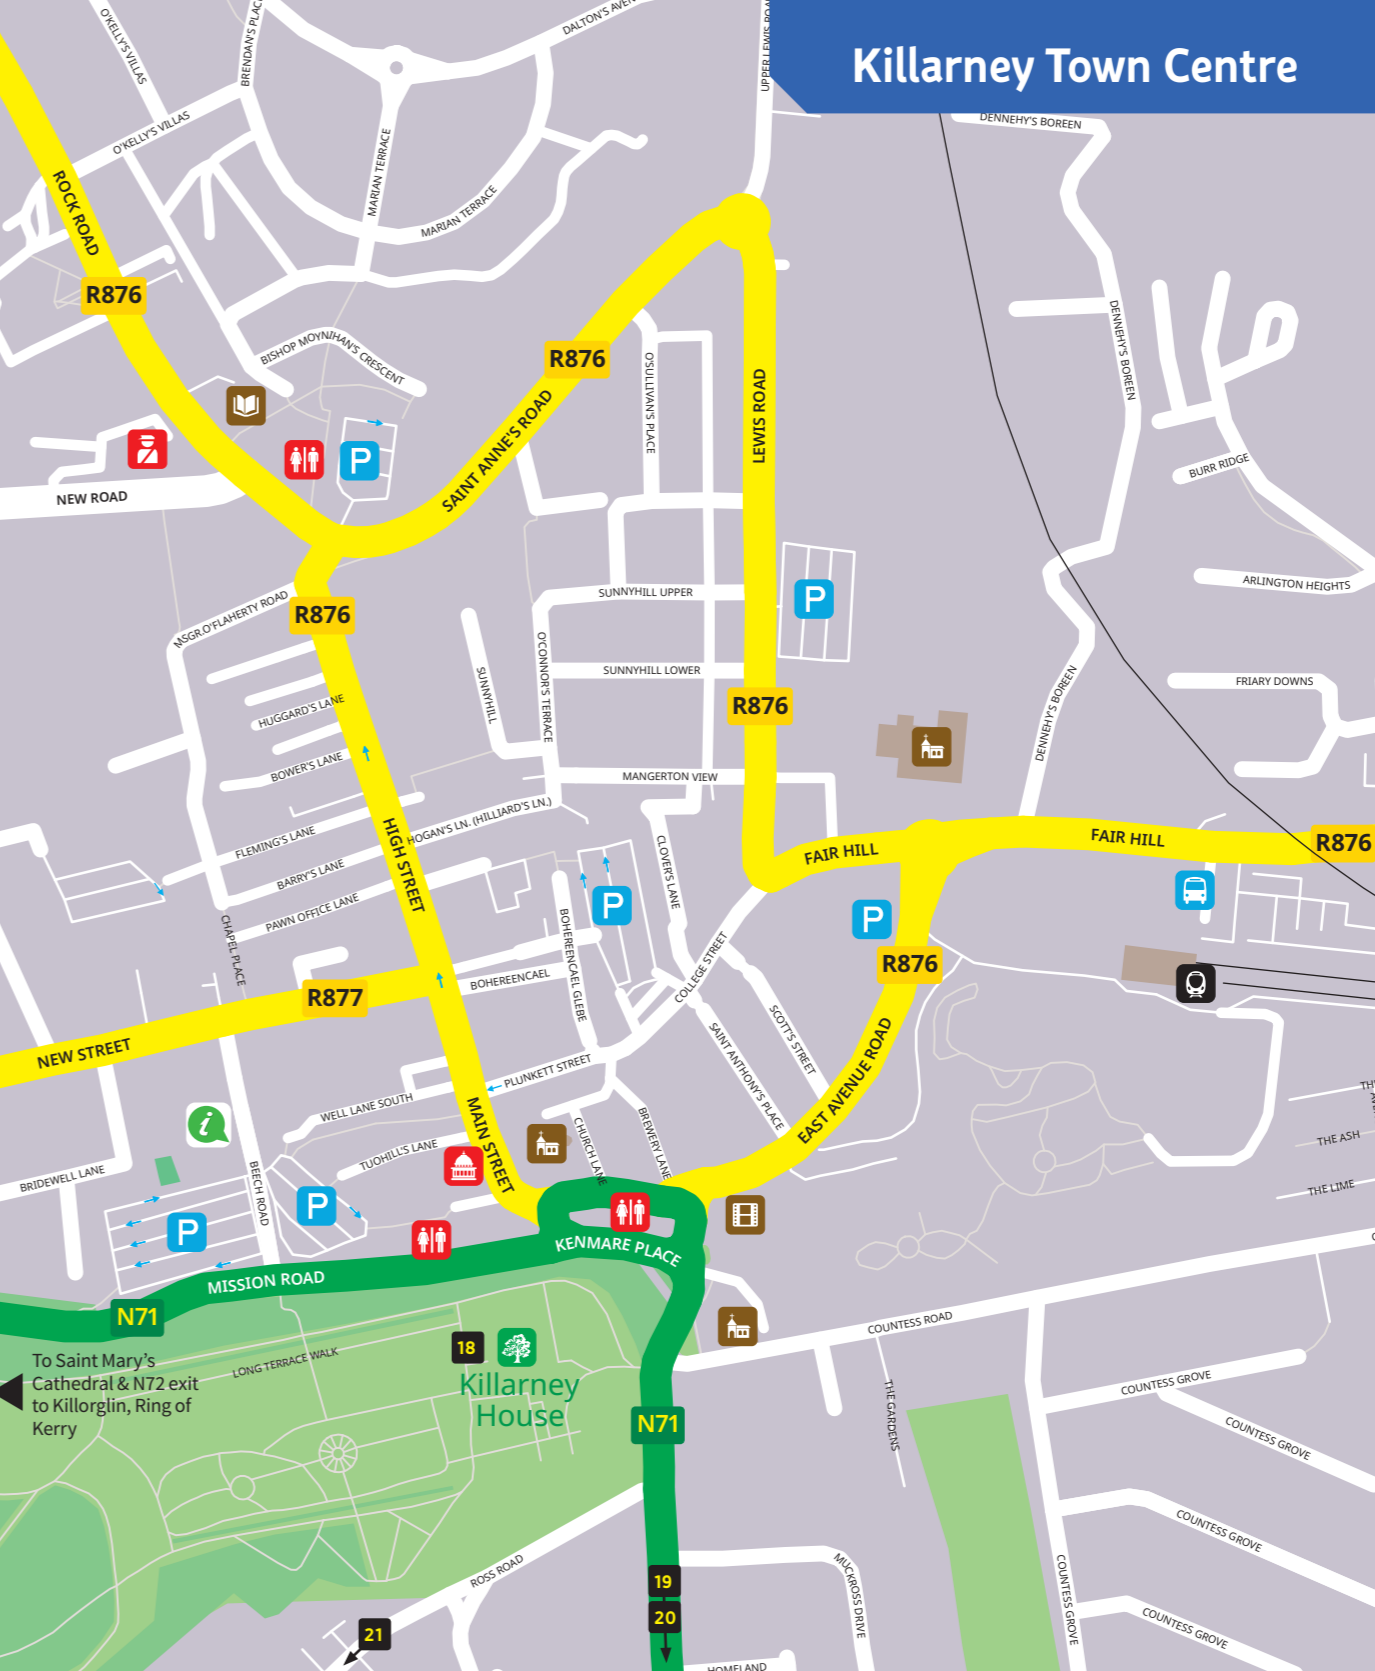 Killarney Town Centre
O'KELLY'S VILLAS
DALTON'S AVEN
O'KELLY'S VILLAS
MARIAN TERRACE
MARIAN TERRACE
DENNEHY'S BOREEN
ROCK ROAD
R876
BISHOP MOYNIHAN'S CRESCENT
R876
O'SULLIVAN'S PLACE
LEWIS ROAD
DENNEHY'S BOREEN
SAINT ANNE'S ROAD
P
NEW ROAD
BURR RIDGE
ARLINGTON HEIGHTS
SUNNYHILL UPPER
P
MSGR.O'FLAHERTY ROAD
R876
SUNNYHILL
O'CONNOR'S TERRACE
SUNNYHILL LOWER
FRIARY DOWNS
HUGGARD'S LANE
R876
DENNEHY'S BOREEN
BOWER'S LANE
MANGERTON VIEW
HOGAN'S LN. (HILLIARD'S LN.)
FLEMING'S LANE
HIGH STREET
CLOVER'S LANE
FAIR HILL
FAIR HILL
R876
BARRY'S LANE
PAWN OFFICE LANE
P
P
CHAPEL PLACE
BOHEREENCAEL GLEBE
COLLEGE STREET
R876
BOHEREENCAEL
R877
NEW STREET
SCOTT'S STREET
SAINT ANTHONY'S PLACE
EAST AVENUE ROAD
PLUNKETT STREET
WELL LANE SOUTH
i
MAIN STREET
CHURCH LANE
BREWERY LANE
THE ASH
TUOHILL'S LANE
BRIDEWELL LANE
BEECH ROAD
THE LIME
P
P
KENMARE PLACE
MISSION ROAD
N71
COUNTESS ROAD
To Saint Mary's
Cathedral & N72 exit
to Killorglin, Ring of
Kerry
LONG TERRACE WALK
18
Killarney
House
THE GARDENS
COUNTESS GROVE
N71
COUNTESS GROVE
COUNTESS GROVE
ROSS ROAD
19
20
21
MUCKROSS DRIVE
COUNTESS GROVE
COUNTESS GROVE
HOMELAND